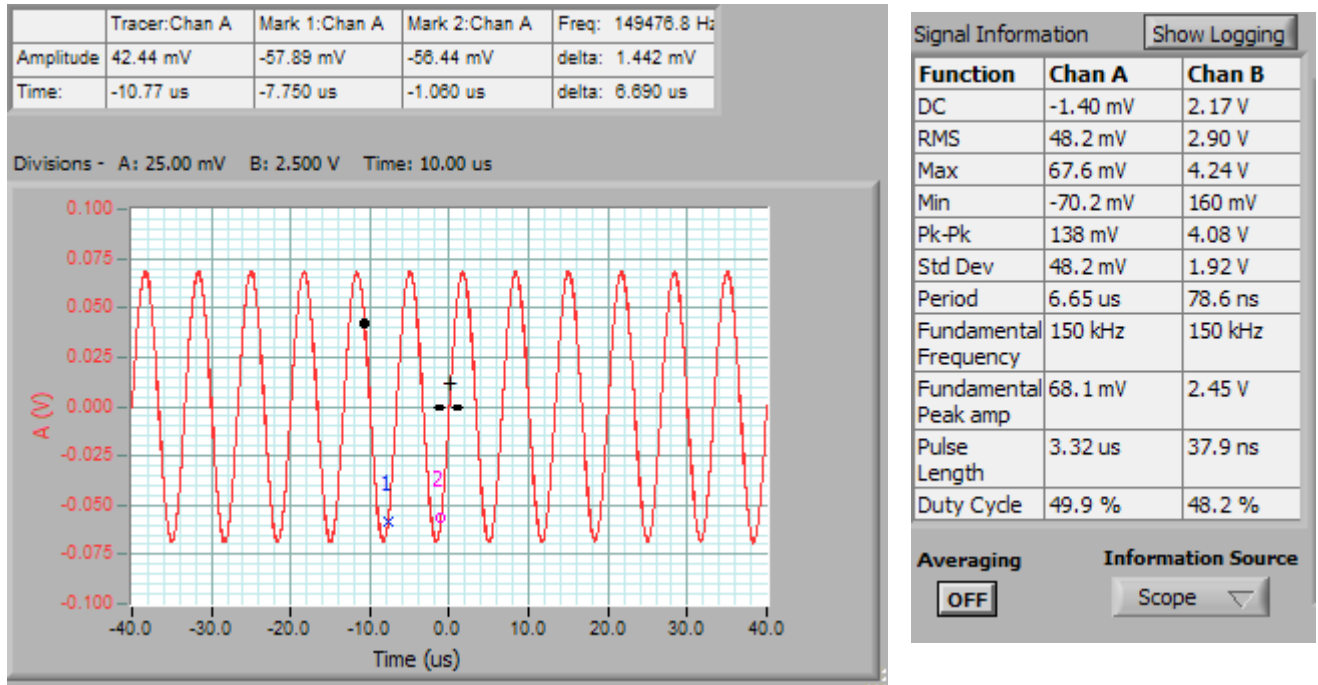 Tracer:Chan A Mark 1:Chan A Mark 2:Chan A Freq: 149476.8 Hz
Amplitude 42.44 mV -57.89 mV -56.44 mV delta: 1.442 mV
Time: -10.77 us -7.750 us -1.060 us delta: 6.690 us
Divisions - A: 25.00 mV B: 2.500 V Time: 10.00 us
0.100
0.075
0.050
0.025
0.000
-0.025
-0.050
-0.075
-0.100
A (V)
1 2
-40.0 -30.0 -20.0 -10.0 0.0 10.0 20.0 30.0 40.0
Time (us)
Signal Information Show Logging
Function Chan A Chan B
DC -1.40 mV 2.17 V
RMS 48.2 mV 2.90 V
Max 67.6 mV 4.24 V
Min -70.2 mV 160 mV
Pk-Pk 138 mV 4.08 V
Std Dev 48.2 mV 1.92 V
Period 6.65 us 78.6 ns
Fundamental 150 kHz 150 kHz
Frequency
Fundamental 68.1 mV 2.45 V
Peak amp
Pulse 3.32 us 37.9 ns
Length
Duty Cycle 49.9 % 48.2 %
Averaging Information Source
OFF Scope